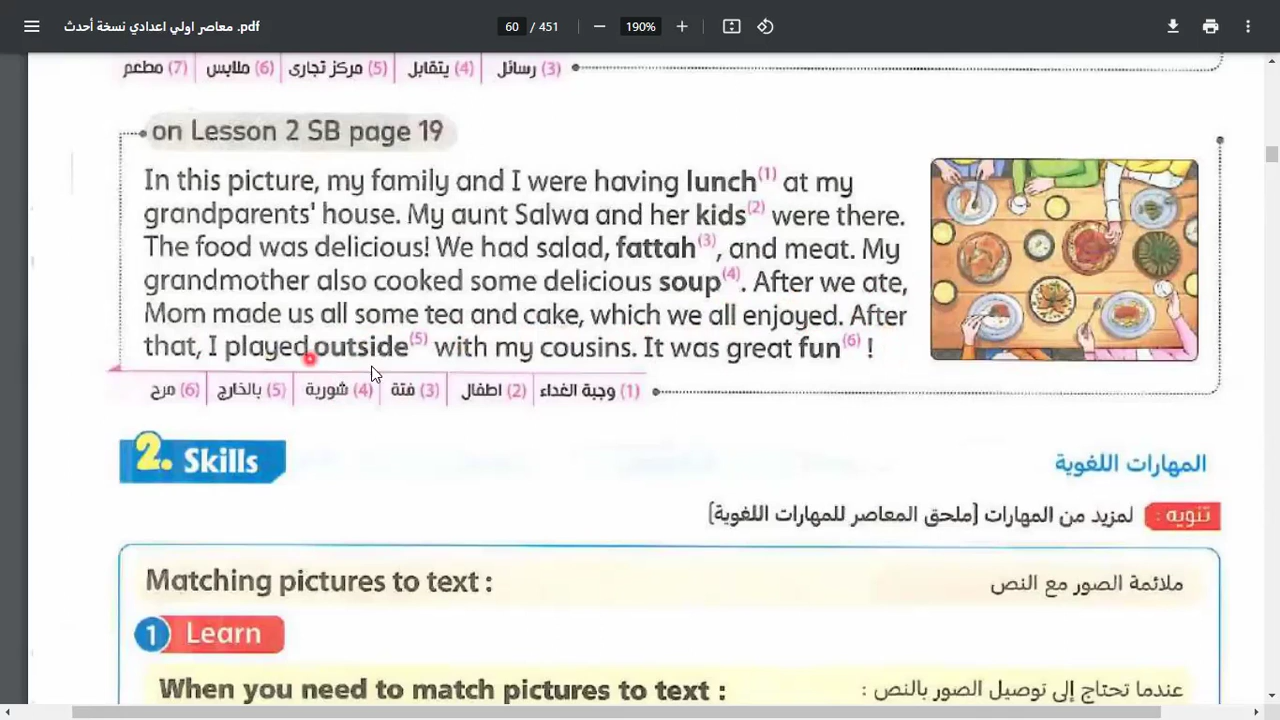 معاصر اولي اعدادي نسخة أحدث .pdf
60 / 451
190%
(3) رسائل (4) يتقابل (5) مركز تجارى (6) ملابس (7) مطعم
on Lesson 2 SB page 19
In this picture, my family and I were having lunch(1) at my
grandparents' house. My aunt Salwa and her kids(2) were there.
The food was delicious! We had salad, fattah(3), and meat. My
grandmother also cooked some delicious soup(4). After we ate,
Mom made us all some tea and cake, which we all enjoyed. After
that, I played outside(5) with my cousins. It was great fun(6) !
(1) وجبة الغداء (2) اطفال (3) فتة (4) شوربة (5) بالخارج (6) مرح
2. Skills
المهارات اللغوية
تنويه : لمزيد من المهارات (ملحق المعاصر للمهارات اللغوية)
Matching pictures to text :
ملائمة الصور مع النص
1 Learn
When you need to match pictures to text :
عندما تحتاج إلى توصيل الصور بالنص :